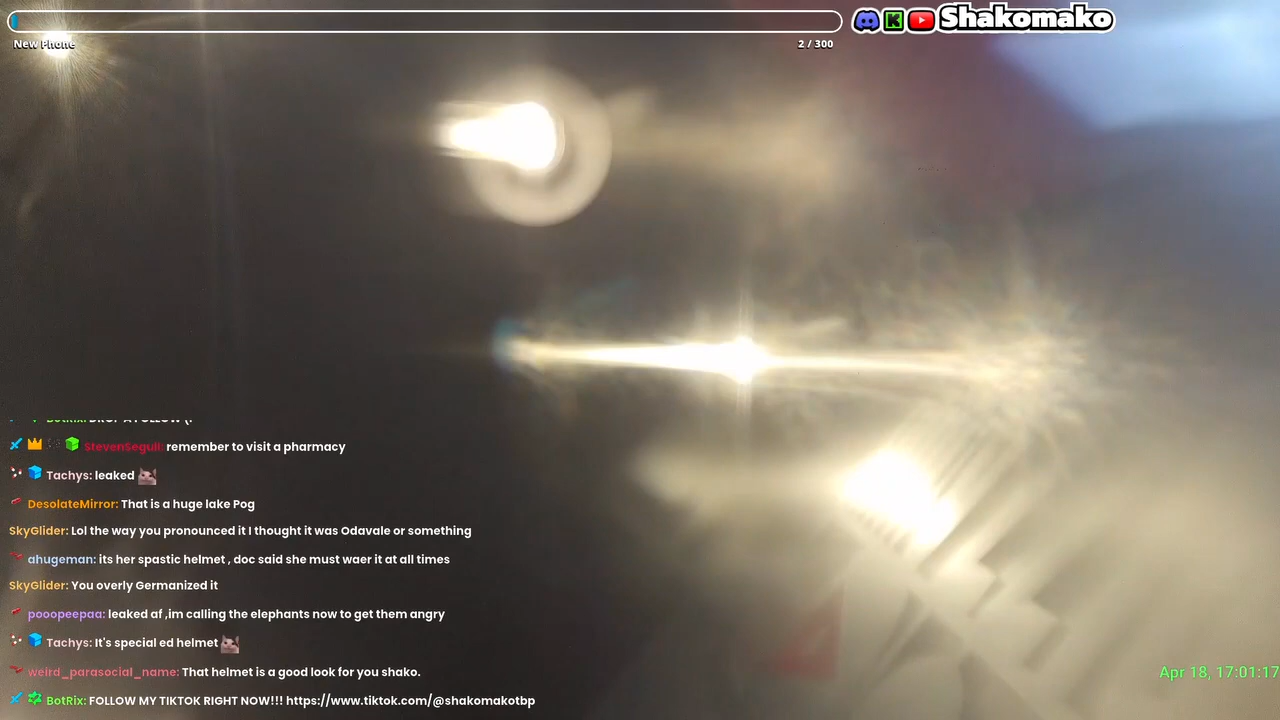 Shakomako
New Phone
2 / 300
BotRix: DROP A FOLLOW
StevenSegull: remember to visit a pharmacy
Tachys: leaked
DesolateMirror: That is a huge lake Pog
SkyGlider: Lol the way you pronounced it I thought it was Odavale or something
ahugeman: its her spastic helmet , doc said she must waer it at all times
SkyGlider: You overly Germanized it
pooopeepaa: leaked af ,im calling the elephants now to get them angry
Tachys: It's special ed helmet
weird_parasocial_name: That helmet is a good look for you shako.
Apr 18, 17:01:17
BotRix: FOLLOW MY TIKTOK RIGHT NOW!!! https://www.tiktok.com/@shakomakotbp